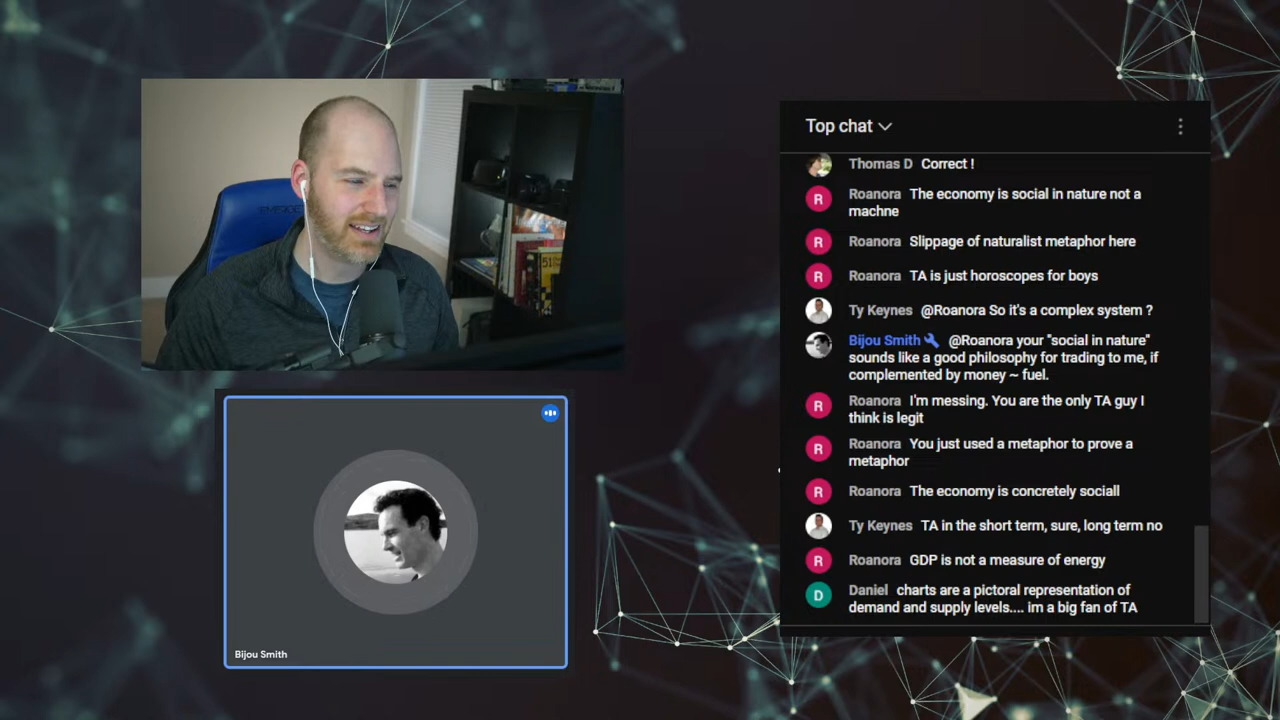 Top chat
Thomas D Correct !
Roanora The economy is social in nature not a
machne
Roanora Slippage of naturalist metaphor here
Roanora TA is just horoscopes for boys
Ty Keynes @Roanora So it's a complex system ?
Bijou Smith @Roanora your "social in nature"
sounds like a good philosophy for trading to me, if
complemented by money ~ fuel.
Roanora I'm messing. You are the only TA guy I
think is legit
Roanora You just used a metaphor to prove a
metaphor
Roanora The economy is concretely sociall
Ty Keynes TA in the short term, sure, long term no
Roanora GDP is not a measure of energy
Daniel charts are a pictoral representation of
demand and supply levels.... im a big fan of TA
R
R
R
R
R
R
R
D
Bijou Smith
51